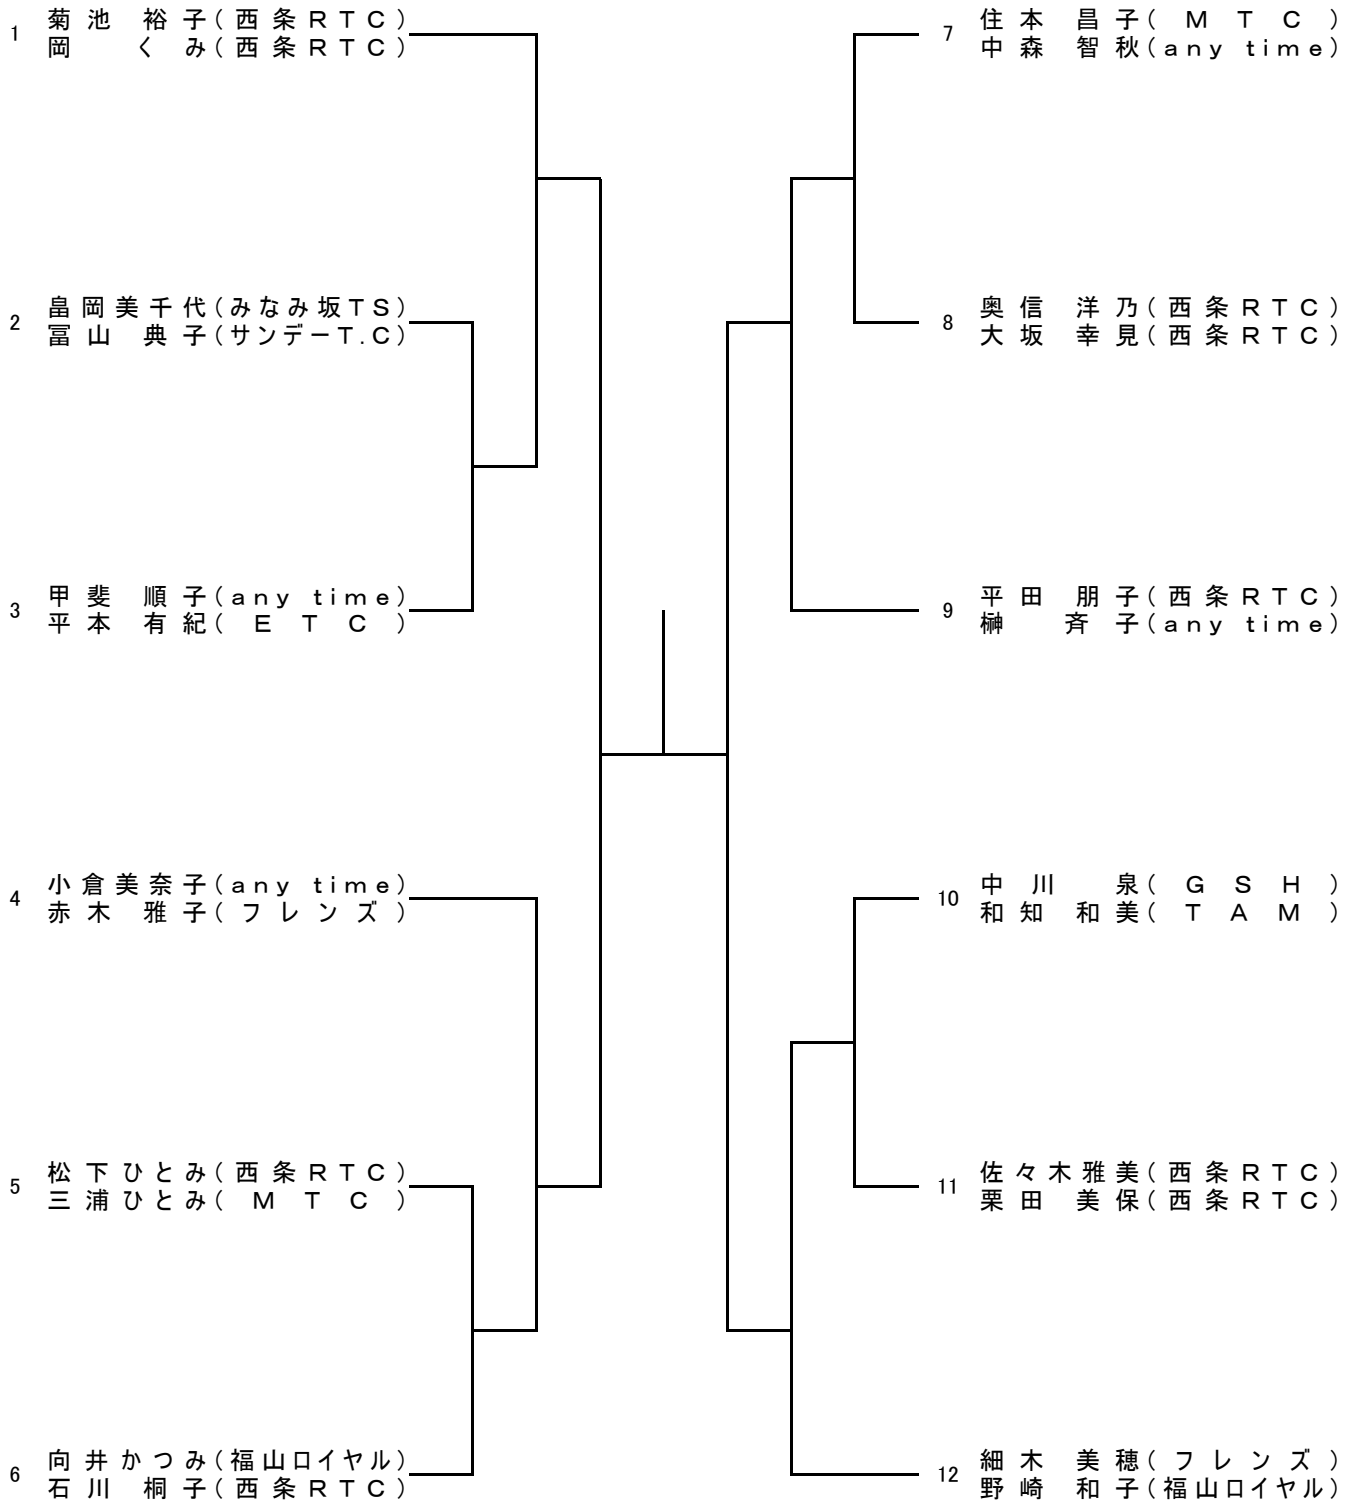 1 菊池 裕子(西条RTC)
岡 くみ(西条RTC)
2 畠岡美千代(みなみ坂TS)
冨山 典子(サンデーT.C)
3 甲斐 順子(any time)
平本 有紀(ETC)
4 小倉美奈子(any time)
赤木 雅子(フレンズ)
5 松下ひとみ(西条RTC)
三浦ひとみ(MTC)
6 向井かつみ(福山ロイヤル)
石川 桐子(西条RTC)
7 住本 昌子(MTC)
中森 智秋(any time)
8 奥信 洋乃(西条RTC)
大坂 幸見(西条RTC)
9 平田 朋子(西条RTC)
榊 斉子(any time)
10 中川 泉(GSH)
和知 和美(TAM)
11 佐々木雅美(西条RTC)
栗田 美保(西条RTC)
12 細木 美穂(フレンズ)
野崎 和子(福山ロイヤル)